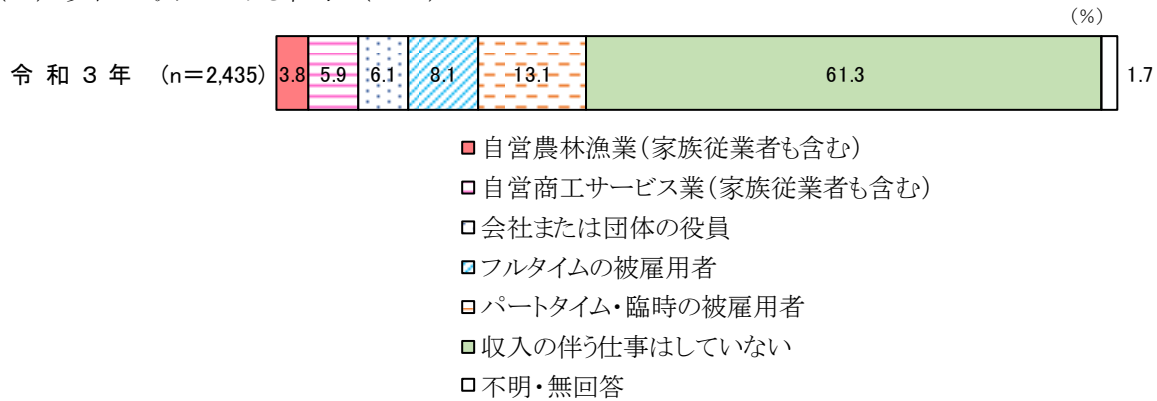 (%)
令和3年 (n=2,435) 3.8 5.9 6.1 8.1 13.1 61.3 1.7
自営農林漁業(家族従業者も含む)
自営商工サービス業(家族従業者も含む)
会社または団体の役員
フルタイムの被雇用者
パートタイム・臨時の被雇用者
収入の伴う仕事はしていない
不明・無回答